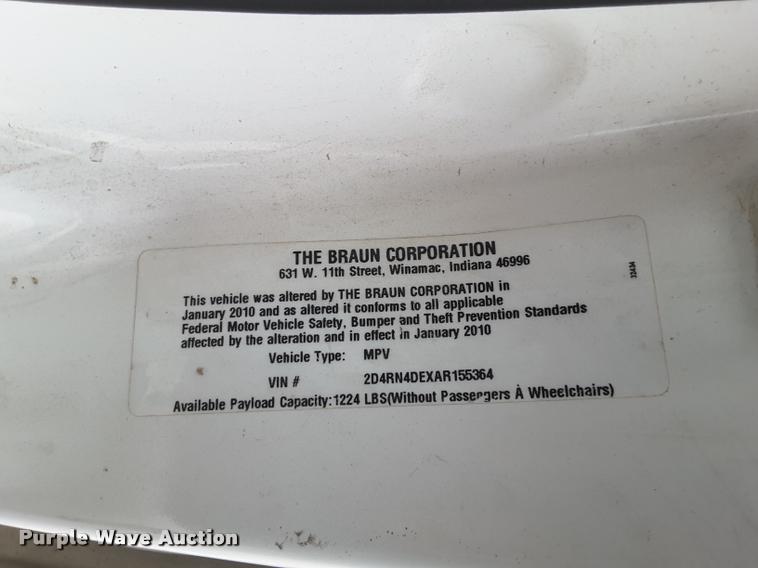 THE BRAUN CORPORATION
631 W. 11th Street, Winamac, Indiana 46996
This vehicle was altered by THE BRAUN CORPORATION in
January 2010 and as altered it conforms to all applicable
Federal Motor Vehicle Safety, Bumper and Theft Prevention Standards
affected by the alteration and in effect in January 2010
Vehicle Type: MPV
VIN # 2D4RN4DEXAR155364
Available Payload Capacity:1224 LBS(Without Passengers À Wheelchairs)
32434
Purple Wave Auction